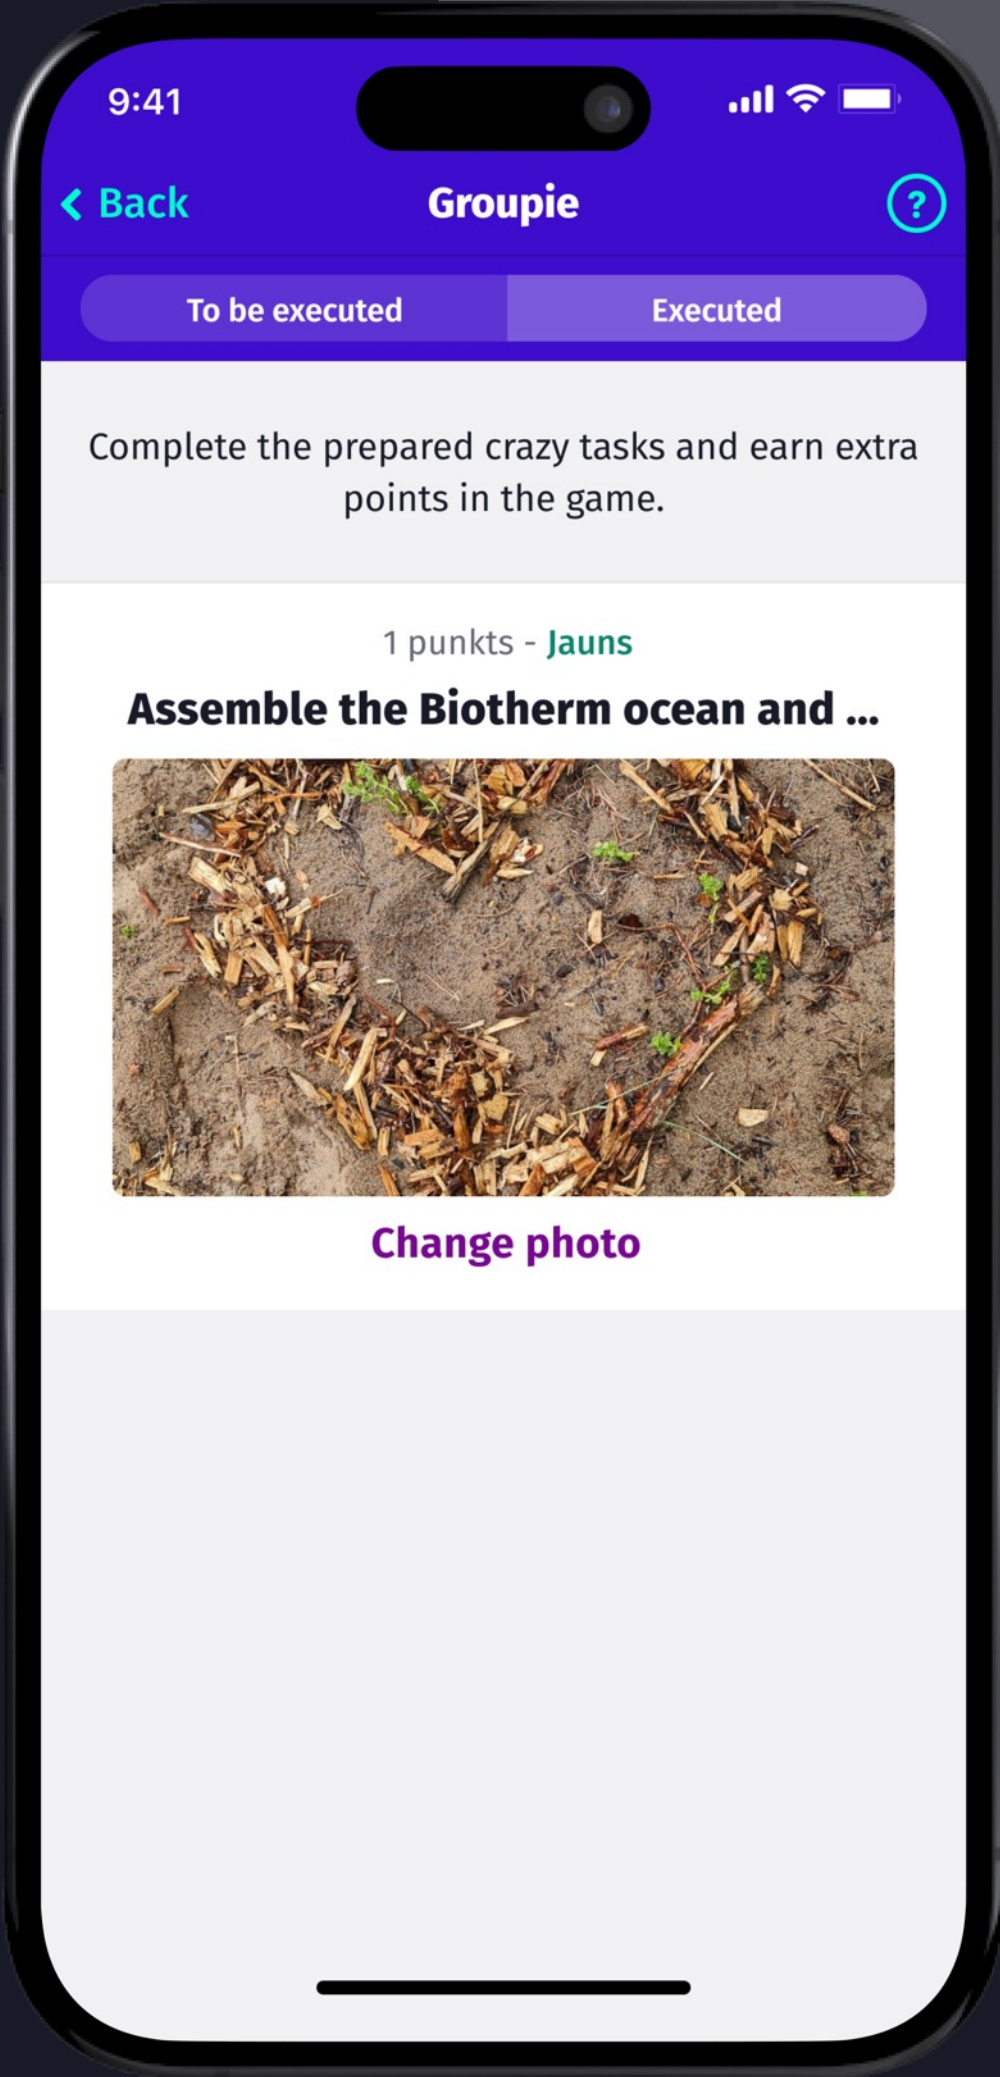 9:41
Back
Groupie
?
To be executed
Executed
Complete the prepared crazy tasks and earn extra
points in the game.
1 punkts - Jauns
Assemble the Biotherm ocean and ...
Change photo